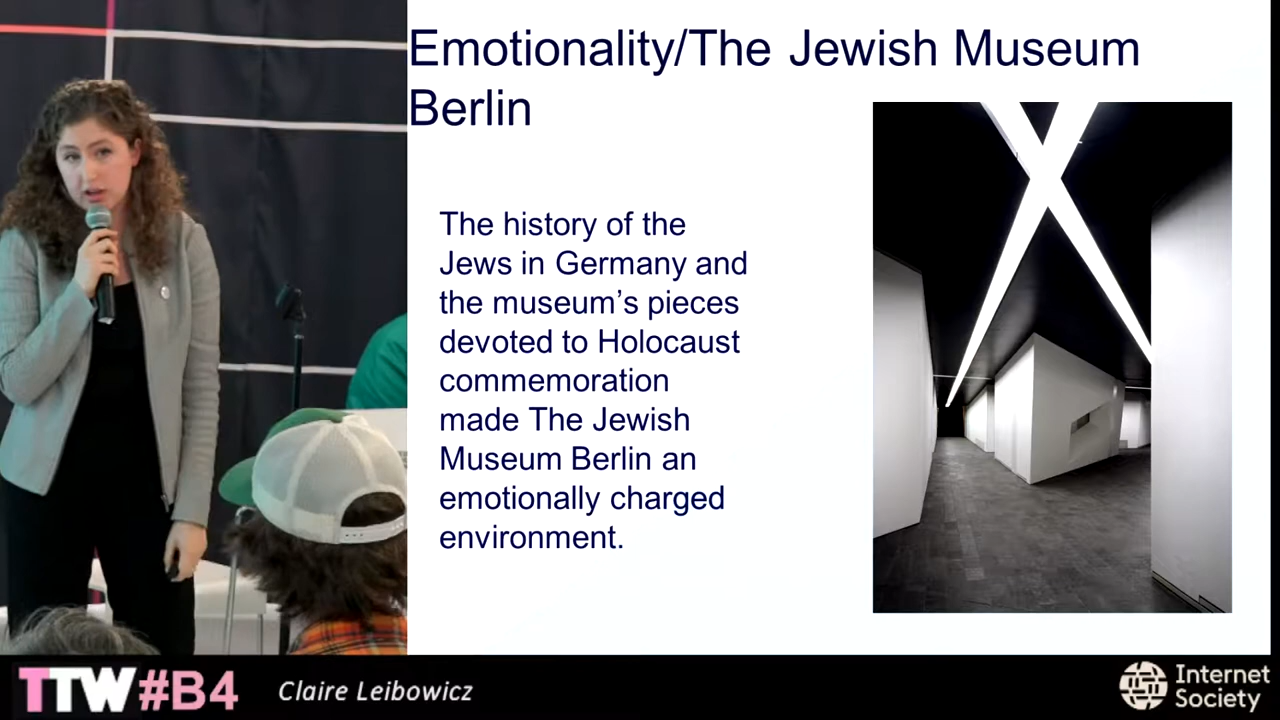 Emotionality/The Jewish Museum
Berlin
The history of the
Jews in Germany and
the museum’s pieces
devoted to Holocaust
commemoration
made The Jewish
Museum Berlin an
emotionally charged
environment.
TTW#B4
Claire Leibowicz
Internet
Society